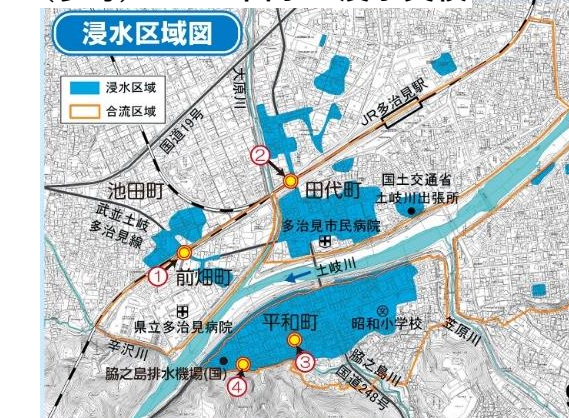 浸水区域図
浸水区域
合流区域
大原川
国道19号
JR多治見駅
②
池田町
田代町
国土交通省
土岐川出張所
武並土岐
多治見線
多治見市民病院
①
前畑町
土岐川
県立多治見病院
平和町
昭和小学校
笠原川
辛沢川
脇之島川
③
脇之島排水機場(国)
④
国道248号